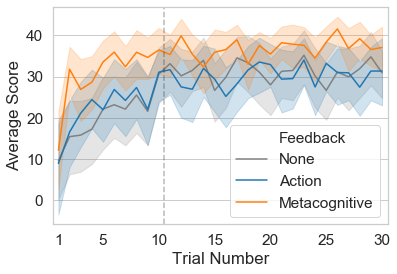 40
30
20
10
0
Average Score
Feedback
None
Action
Metacognitive
1
5
10
15
20
25
30
Trial Number